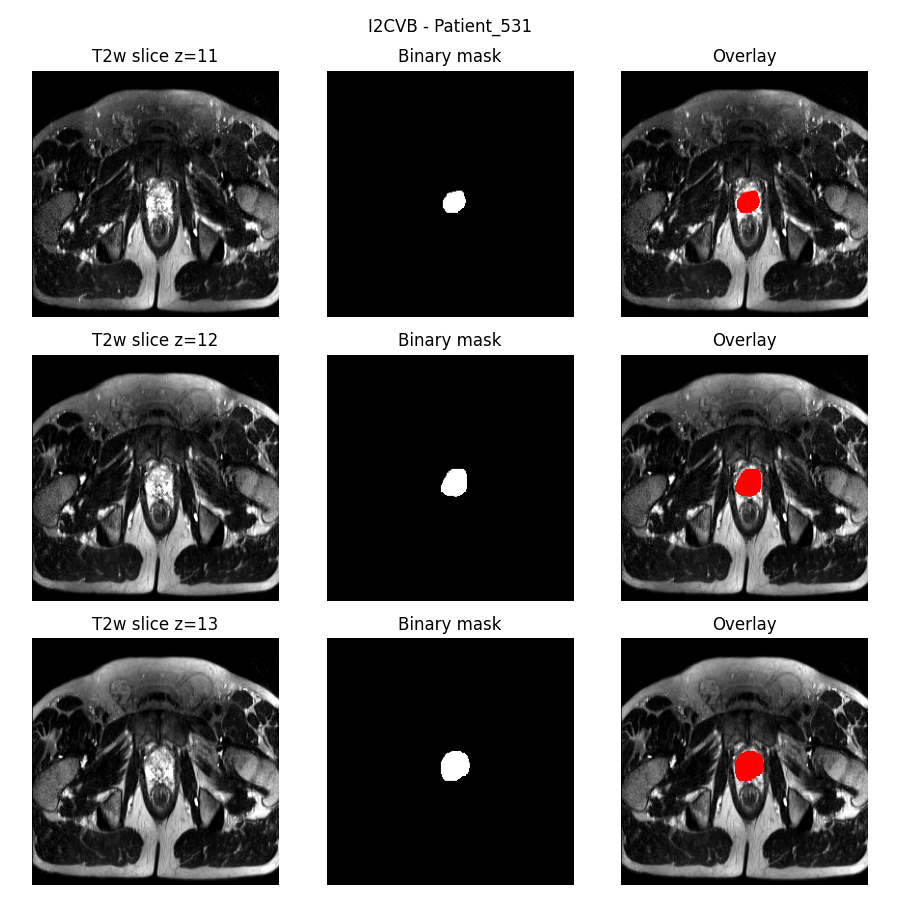 I2CVB - Patient_531
T2w slice z=11
Binary mask
Overlay
T2w slice z=12
Binary mask
Overlay
T2w slice z=13
Binary mask
Overlay